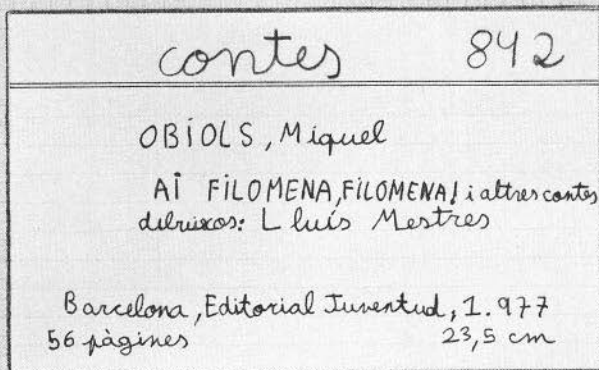 contes 842
OBIOLS, Miquel
AI FILOMENA, FILOMENA! i altres contes
dibuixos: Lluís Mestres
Barcelona, Editorial Juventud, 1.977
56 pàgines 23,5 cm